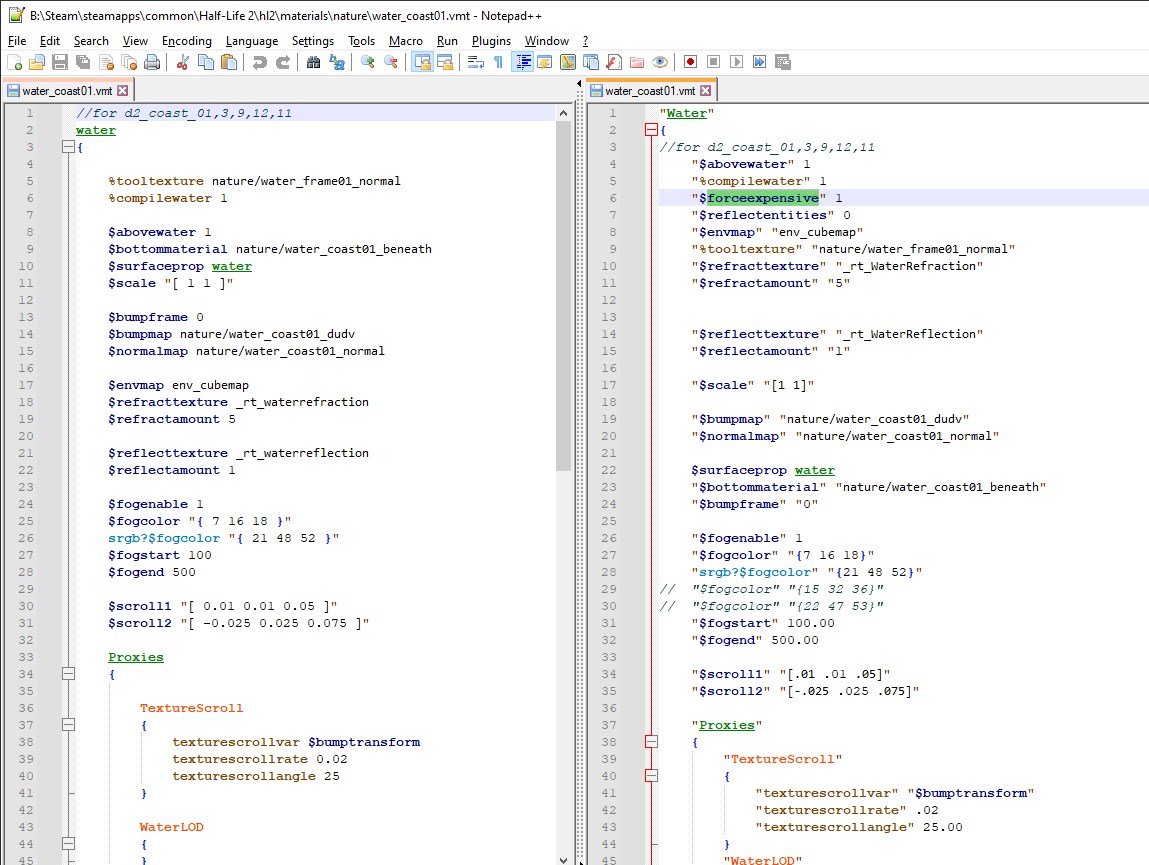 B:\Steam\steamapps\common\Half-Life 2\hl2\materials\nature\water_coast01.vmt - Notepad++
File Edit Search View Encoding Language Settings Tools Macro Run Plugins Window ?
water_coast01.vmt
1 //for d2_coast_01,3,9,12,11
2 water
3 {
4
5 %tooltexture nature/water_frame01_normal
6 %compilewater 1
7
8 $abovewater 1
9 $bottommaterial nature/water_coast01_beneath
10 $surfaceprop water
11 $scale "[ 1 1 ]"
12
13 $bumpframe 0
14 $bumpmap nature/water_coast01_dudv
15 $normalmap nature/water_coast01_normal
16
17 $envmap env_cubemap
18 $refracttexture _rt_waterrefraction
19 $refractamount 5
20
21 $reflecttexture _rt_waterreflection
22 $reflectamount 1
23
24 $fogenable 1
25 $fogcolor "{ 7 16 18 }"
26 srgb?$fogcolor "{ 21 48 52 }"
27 $fogstart 100
28 $fogend 500
29
30 $scroll1 "[ 0.01 0.01 0.05 ]"
31 $scroll2 "[ -0.025 0.025 0.075 ]"
32
33 Proxies
34 {
35
36 TextureScroll
37 {
38 texturescrollvar $bumptransform
39 texturescrollrate 0.02
40 texturescrollangle 25
41 }
42
43 WaterLOD
44 {
45 }
water_coast01.vmt
1 "Water"
2 {
3 //for d2_coast_01,3,9,12,11
4 "$abovewater" 1
5 "%compilewater" 1
6 "$forceexpensive" 1
7 "$reflectentities" 0
8 "$envmap" "env_cubemap"
9 "%tooltexture" "nature/water_frame01_normal"
10 "$refracttexture" "_rt_WaterRefraction"
11 "$refractamount" "5"
12
13
14 "$reflecttexture" "_rt_WaterReflection"
15 "$reflectamount" "1"
16
17 "$scale" "[1 1]"
18
19 "$bumpmap" "nature/water_coast01_dudv"
20 "$normalmap" "nature/water_coast01_normal"
21
22 $surfaceprop water
23 "$bottommaterial" "nature/water_coast01_beneath"
24 "$bumpframe" "0"
25
26 "$fogenable" 1
27 "$fogcolor" "{7 16 18}"
28 "srgb?$fogcolor" "{21 48 52}"
29 // "$fogcolor" "{15 32 36}"
30 // "$fogcolor" "{22 47 53}"
31 "$fogstart" 100.00
32 "$fogend" 500.00
33
34 "$scroll1" "[.01 .01 .05]"
35 "$scroll2" "[-.025 .025 .075]"
36
37 "Proxies"
38 {
39 "TextureScroll"
40 {
41 "texturescrollvar" "$bumptransform"
42 "texturescrollrate" .02
43 "texturescrollangle" 25.00
44 }
45 "WaterLOD"